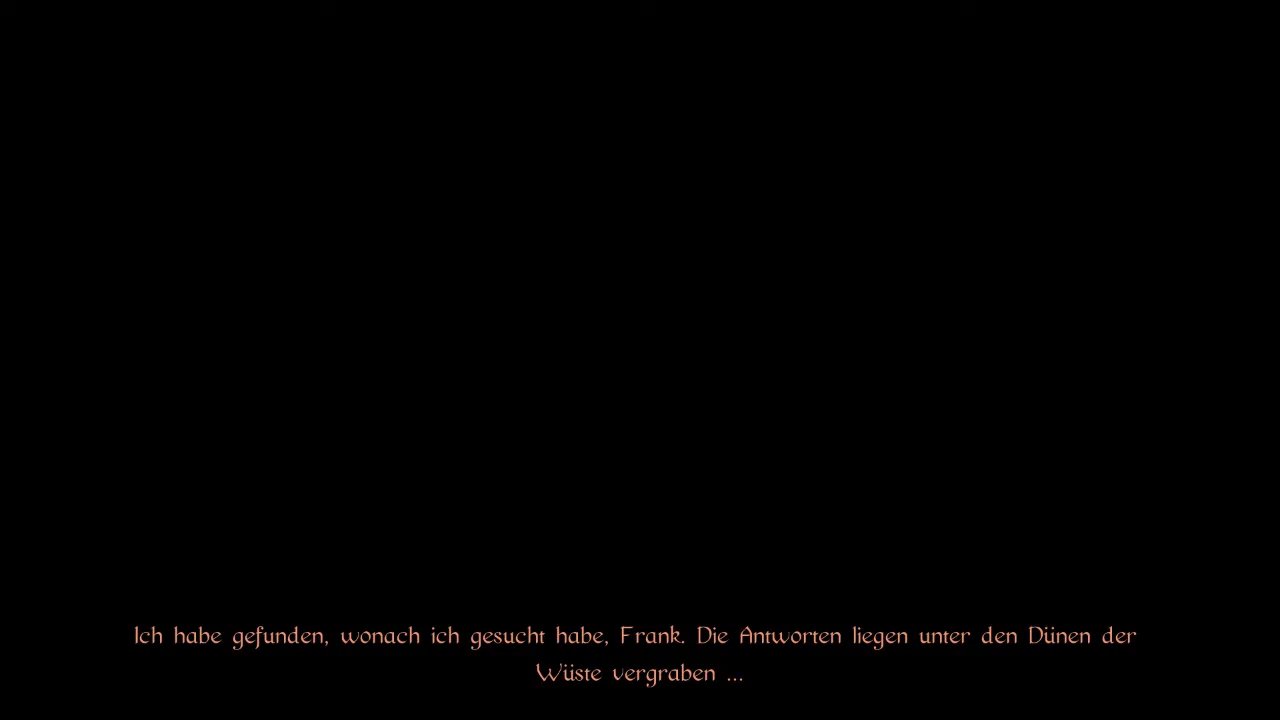 Ich habe gefunden, wonach ich gesucht habe, Frank. Die Antworten liegen unter den Dünen der
Wüste vergraben ...